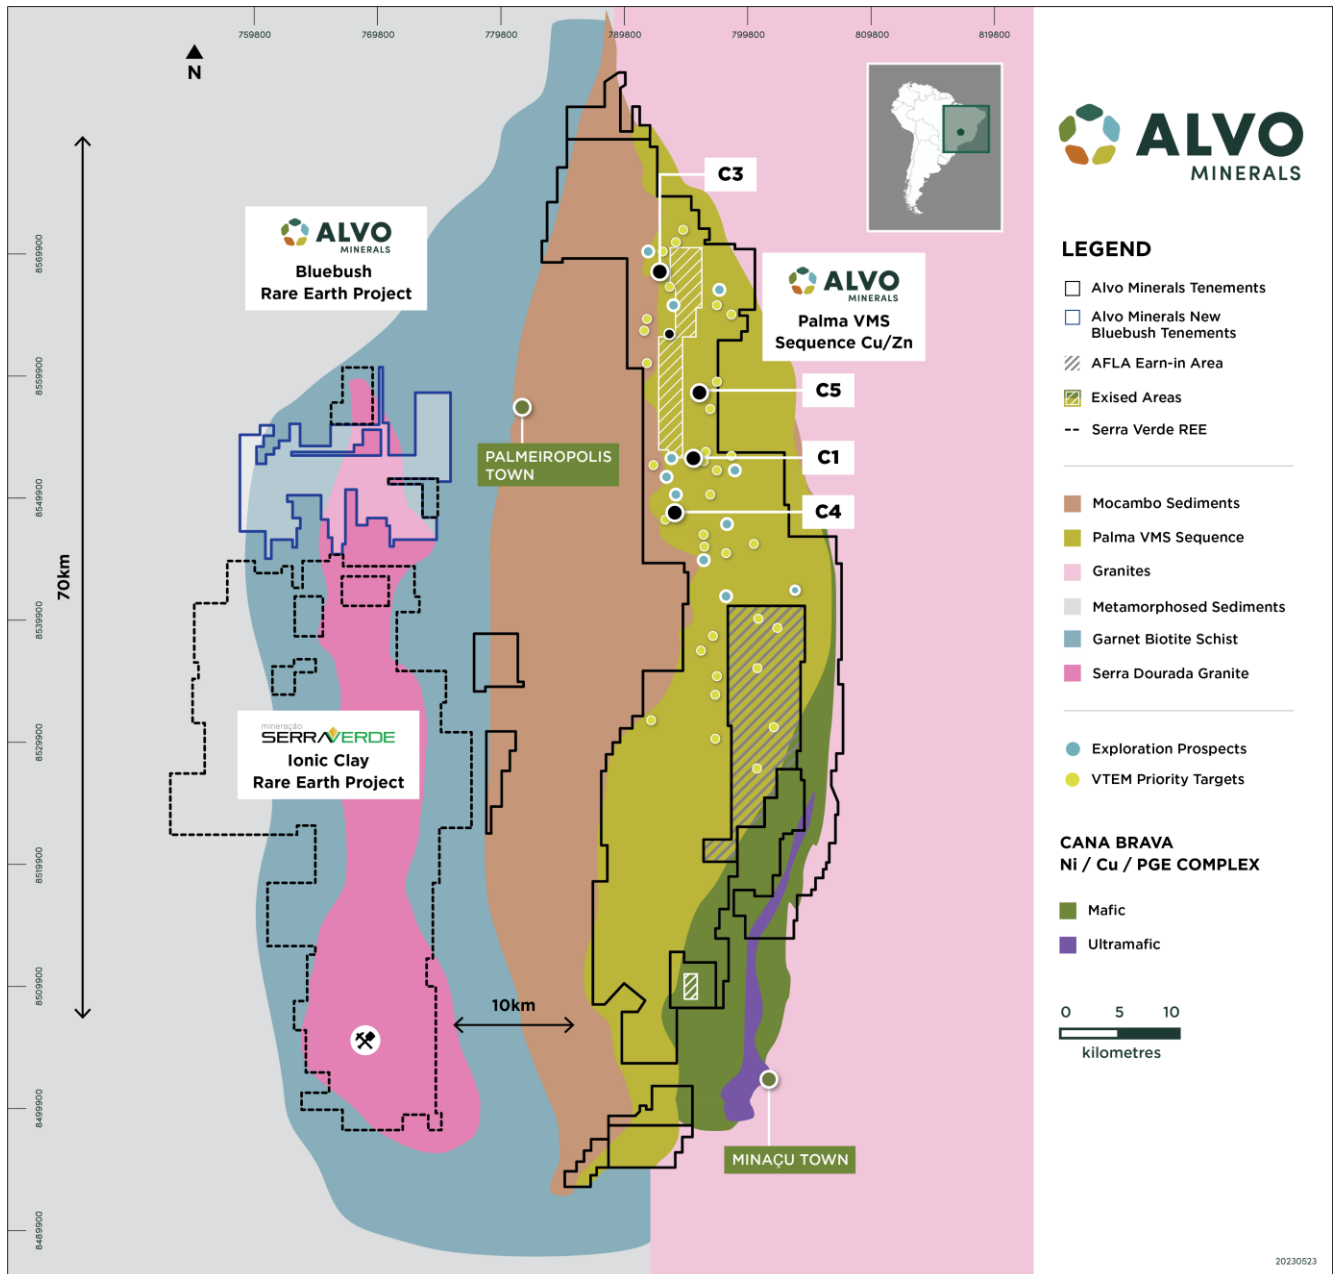 759800
769800
779800
789800
799800
809800
819800
N
C3
ALVO
MINERALS
Bluebush
Rare Earth Project
ALVO
MINERALS
Palma VMS
Sequence Cu/Zn
C5
C1
C4
PALMEIROPOLIS
TOWN
70km
mineração
SERRAVERDE
Ionic Clay
Rare Earth Project
10km
MINAÇU TOWN
8569900
8559900
8549900
8539900
8529900
8519900
8509900
8499900
8489900
ALVO
MINERALS
LEGEND
Alvo Minerals Tenements
Alvo Minerals New
Bluebush Tenements
AFLA Earn-in Area
Exised Areas
Serra Verde REE
Mocambo Sediments
Palma VMS Sequence
Granites
Metamorphosed Sediments
Garnet Biotite Schist
Serra Dourada Granite
Exploration Prospects
VTEM Priority Targets
CANA BRAVA
Ni / Cu / PGE COMPLEX
Mafic
Ultramafic
0 5 10
kilometres
20230523